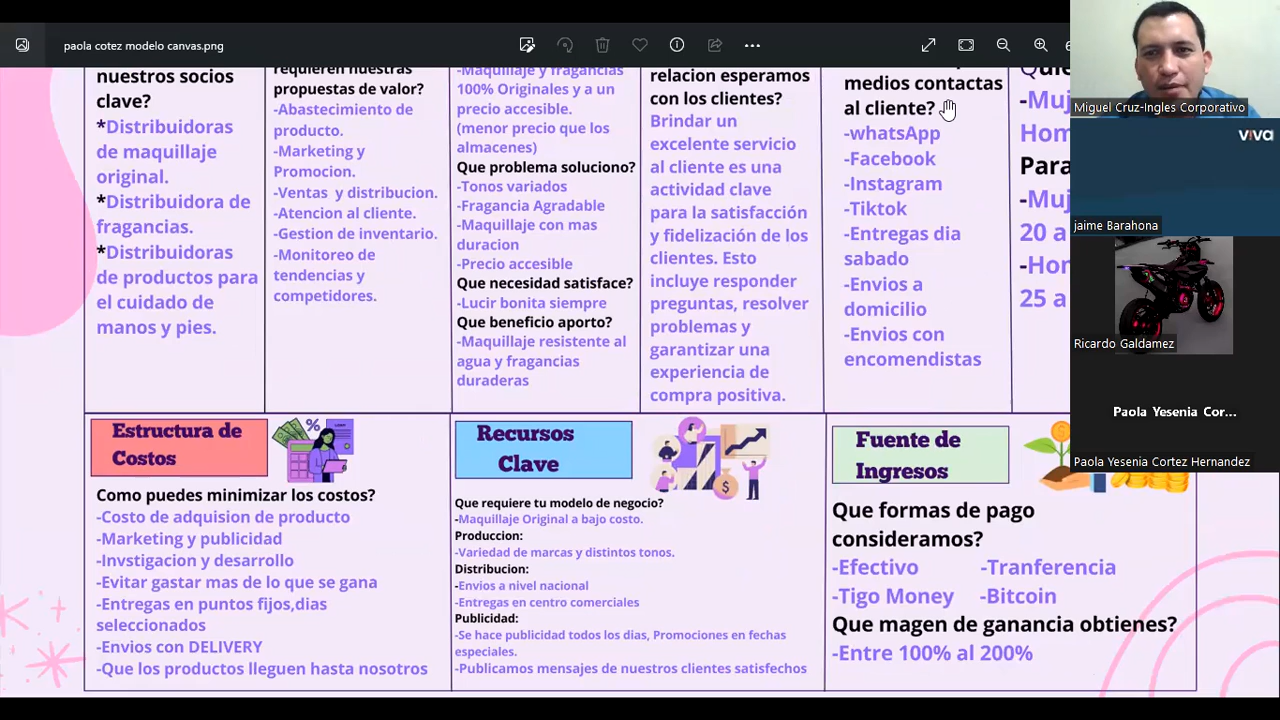 paola cotez modelo canvas.png
nuestros socios
clave?
*Distribuidoras
de maquillaje
original.
*Distribuidora de
fragancias.
*Distribuidoras
de productos para
el cuidado de
manos y pies.
requieren nuestras
propuestas de valor?
-Abastecimiento de
producto.
-Marketing y
Promocion.
-Ventas y distribucion.
-Atencion al cliente.
-Gestion de inventario.
-Monitoreo de
tendencias y
competidores.
-Maquillaje y fragancias
100% Originales y a un
precio accesible.
(menor precio que los
almacenes)
Que problema soluciono?
-Tonos variados
-Fragancia Agradable
-Maquillaje con mas
duracion
-Precio accesible
Que necesidad satisface?
-Lucir bonita siempre
Que beneficio aporto?
-Maquillaje resistente al
agua y fragancias
duraderas
relacion esperamos
con los clientes?
Brindar un
excelente servicio
al cliente es una
actividad clave
para la satisfacción
y fidelización de los
clientes. Esto
incluye responder
preguntas, resolver
problemas y
garantizar una
experiencia de
compra positiva.
medios contactas
al cliente?
-whatsApp
-Facebook
-Instagram
-Tiktok
-Entregas dia
sabado
-Envios a
domicilio
-Envios con
encomendistas
-Muj
Hom
Para
-Muj
20 a
-Hom
25 a
Estructura de
Costos
Como puedes minimizar los costos?
-Costo de adquision de producto
-Marketing y publicidad
-Invstigacion y desarrollo
-Evitar gastar mas de lo que se gana
-Entregas en puntos fijos,dias
seleccionados
-Envios con DELIVERY
-Que los productos lleguen hasta nosotros
Recursos
Clave
Que requiere tu modelo de negocio?
-Maquillaje Original a bajo costo.
Produccion:
-Variedad de marcas y distintos tonos.
Distribucion:
-Envios a nivel nacional
-Entregas en centro comerciales
Publicidad:
-Se hace publicidad todos los dias, Promociones en fechas
especiales.
-Publicamos mensajes de nuestros clientes satisfechos
Fuente de
Ingresos
Que formas de pago
consideramos?
-Efectivo -Tranferencia
-Tigo Money -Bitcoin
Que magen de ganancia obtienes?
-Entre 100% al 200%
Miguel Cruz-Ingles Corporativo
viva
jaime Barahona
Ricardo Galdamez
Paola Yesenia Cor...
Paola Yesenia Cortez Hernandez